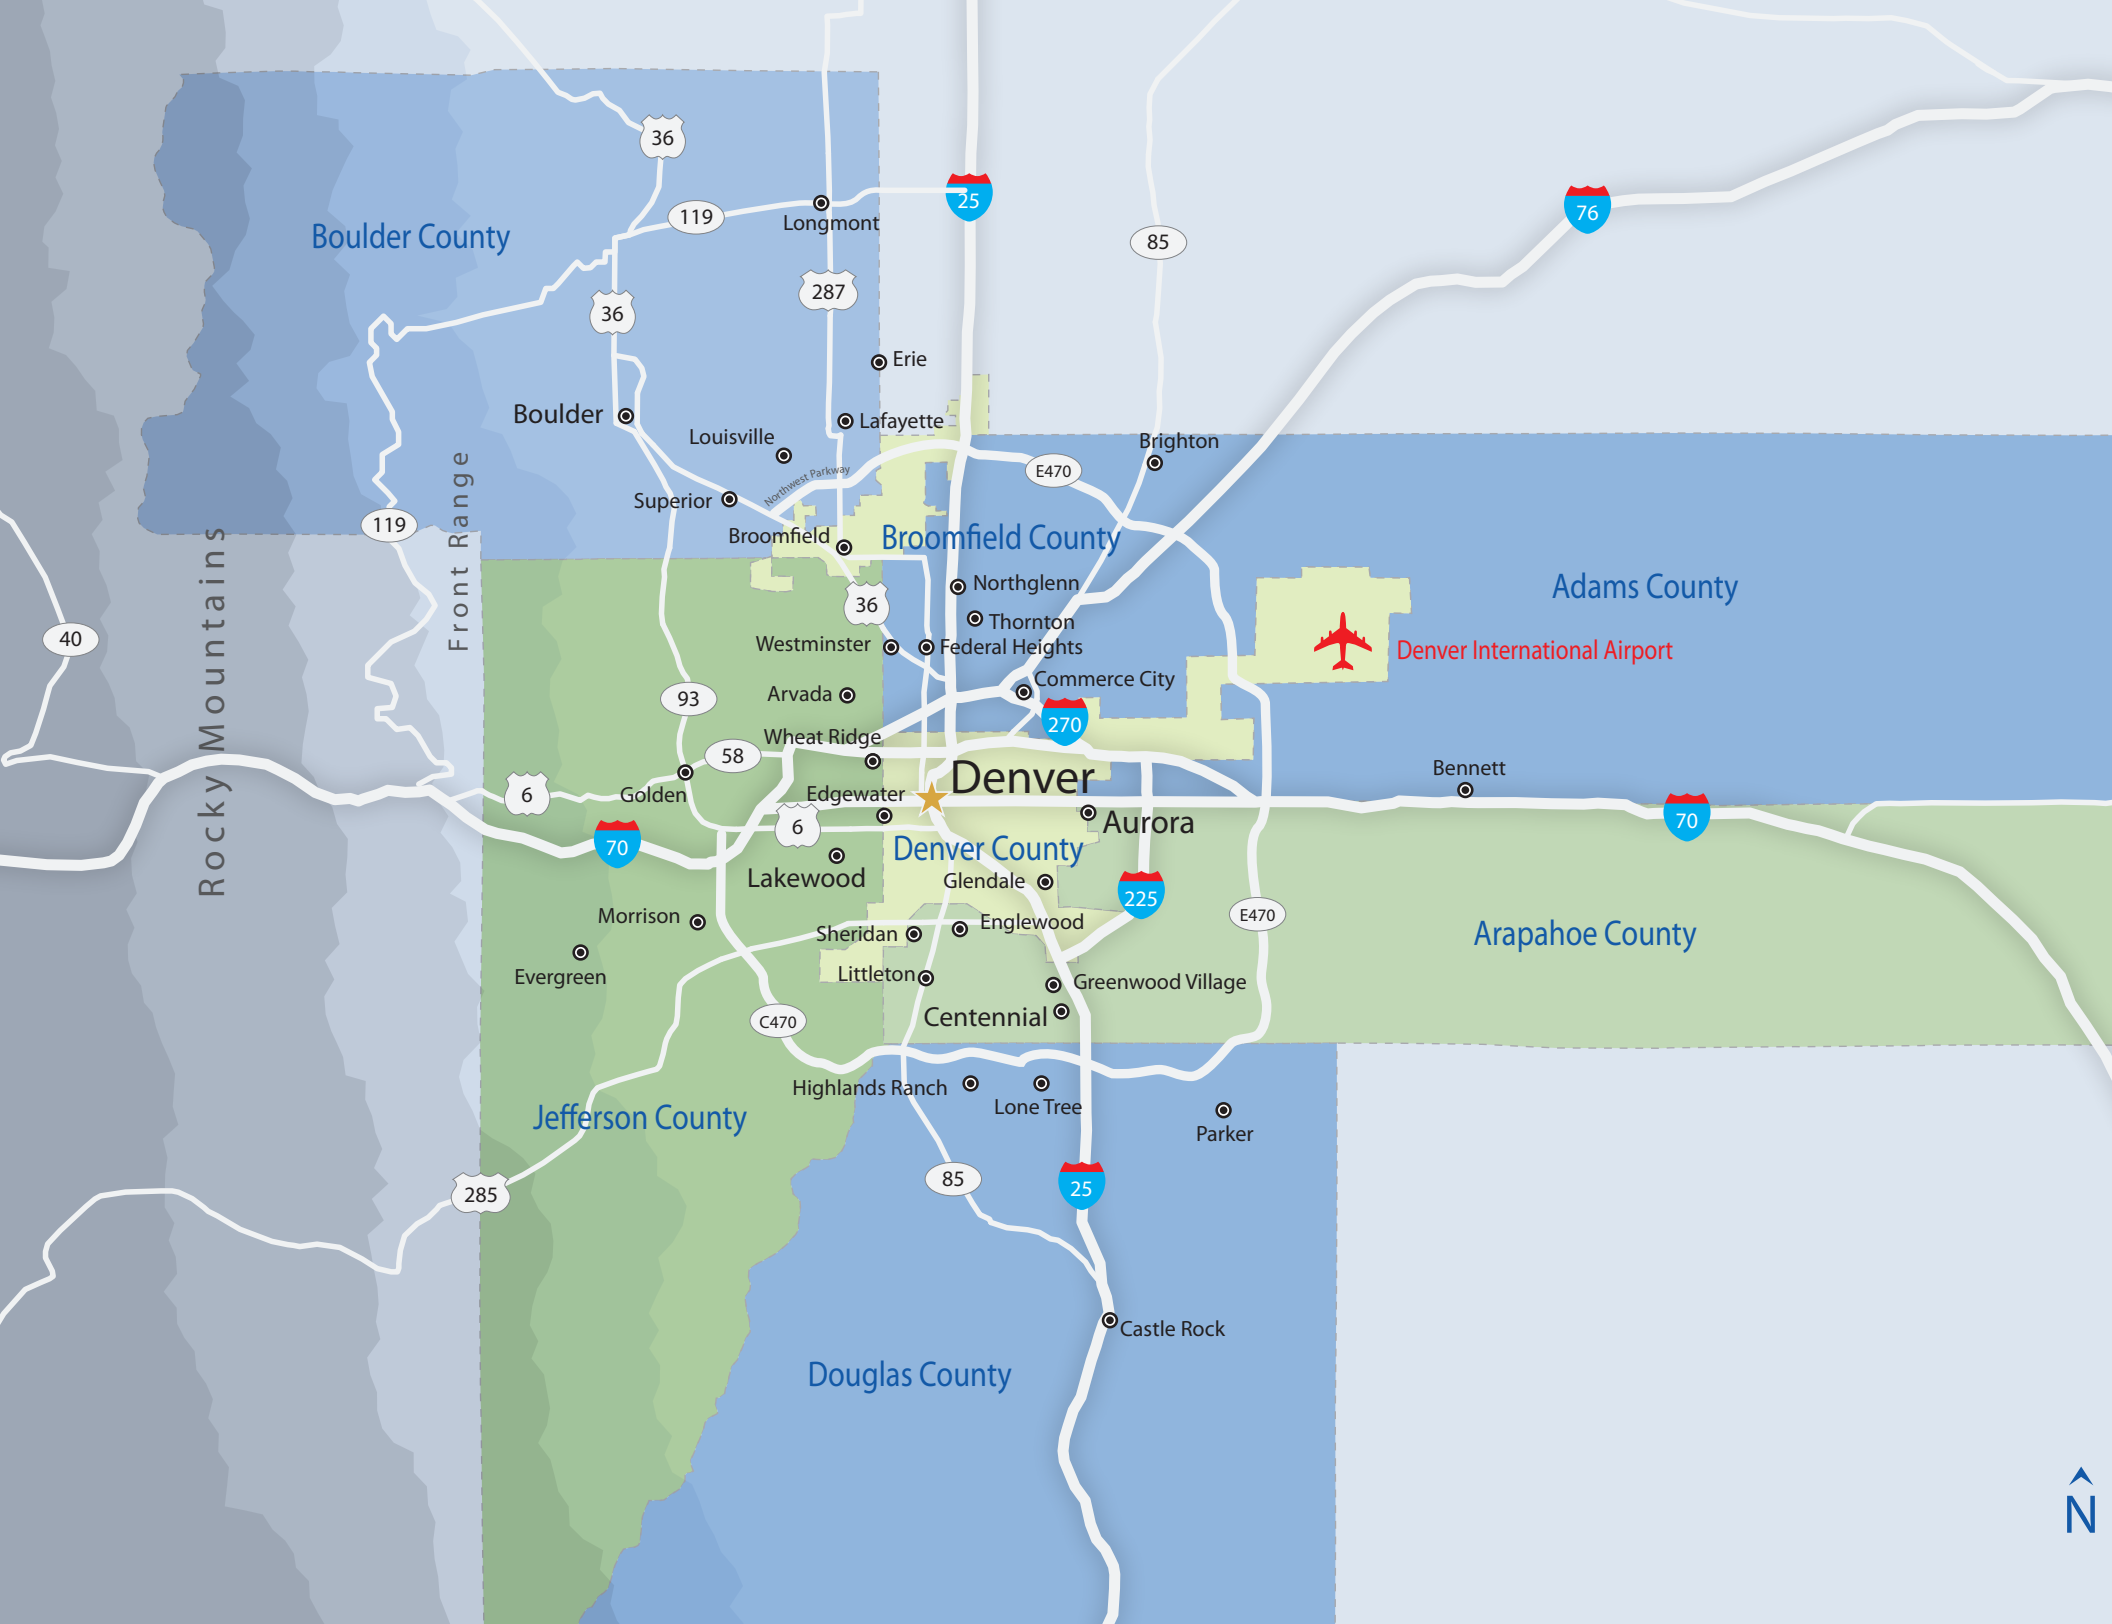 36
25
76
119
Longmont
85
Boulder County
287
36
Erie
Boulder
Lafayette
Louisville
Brighton
E470
Northwest Parkway
Superior
119
Front Range
Broomfield
Broomfield County
Rocky Mountains
Northglenn
Adams County
36
Thornton
40
Westminster
Federal Heights
Denver International Airport
Commerce City
Arvada
93
270
Wheat Ridge
58
Denver
Bennett
6
Golden
Edgewater
Aurora
70
6
70
Denver County
Lakewood
Glendale
225
Morrison
E470
Englewood
Sheridan
Arapahoe County
Evergreen
Littleton
Greenwood Village
C470
Centennial
Highlands Ranch
Lone Tree
Jefferson County
Parker
85
25
285
Castle Rock
Douglas County
N